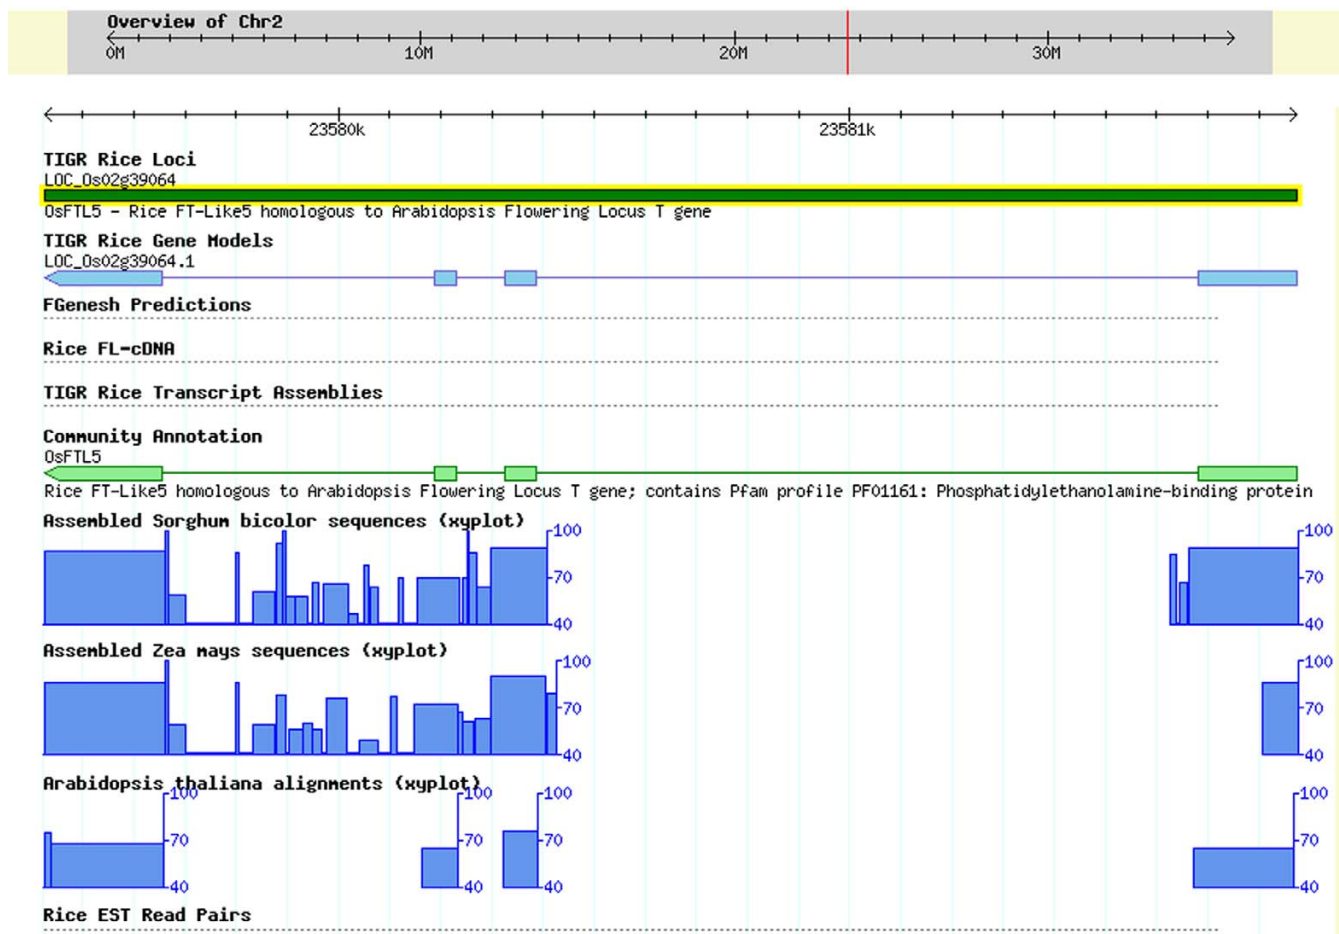 Overview of Chr2
0M 10M 20M 30M
23580k 23581k
TIGR Rice Loci
LOC_Os02g39064
OsFTL5 - Rice FT-Like5 homologous to Arabidopsis Flowering Locus T gene
TIGR Rice Gene Models
LOC_Os02g39064.1
FGenesh Predictions
Rice FL-cDNA
TIGR Rice Transcript Assemblies
Community Annotation
OsFTL5
Rice FT-Like5 homologous to Arabidopsis Flowering Locus T gene; contains Pfam profile PF01161: Phosphatidylethanolamine-binding protein
Assembled Sorghum bicolor sequences (xyplot)
100 100
70 70
40 40
Assembled Zea mays sequences (xyplot)
100 100
70 70
40 40
Arabidopsis thaliana alignments (xyplot)
100 100 100 100
70 70 70 70
40 40 40 40
Rice EST Read Pairs